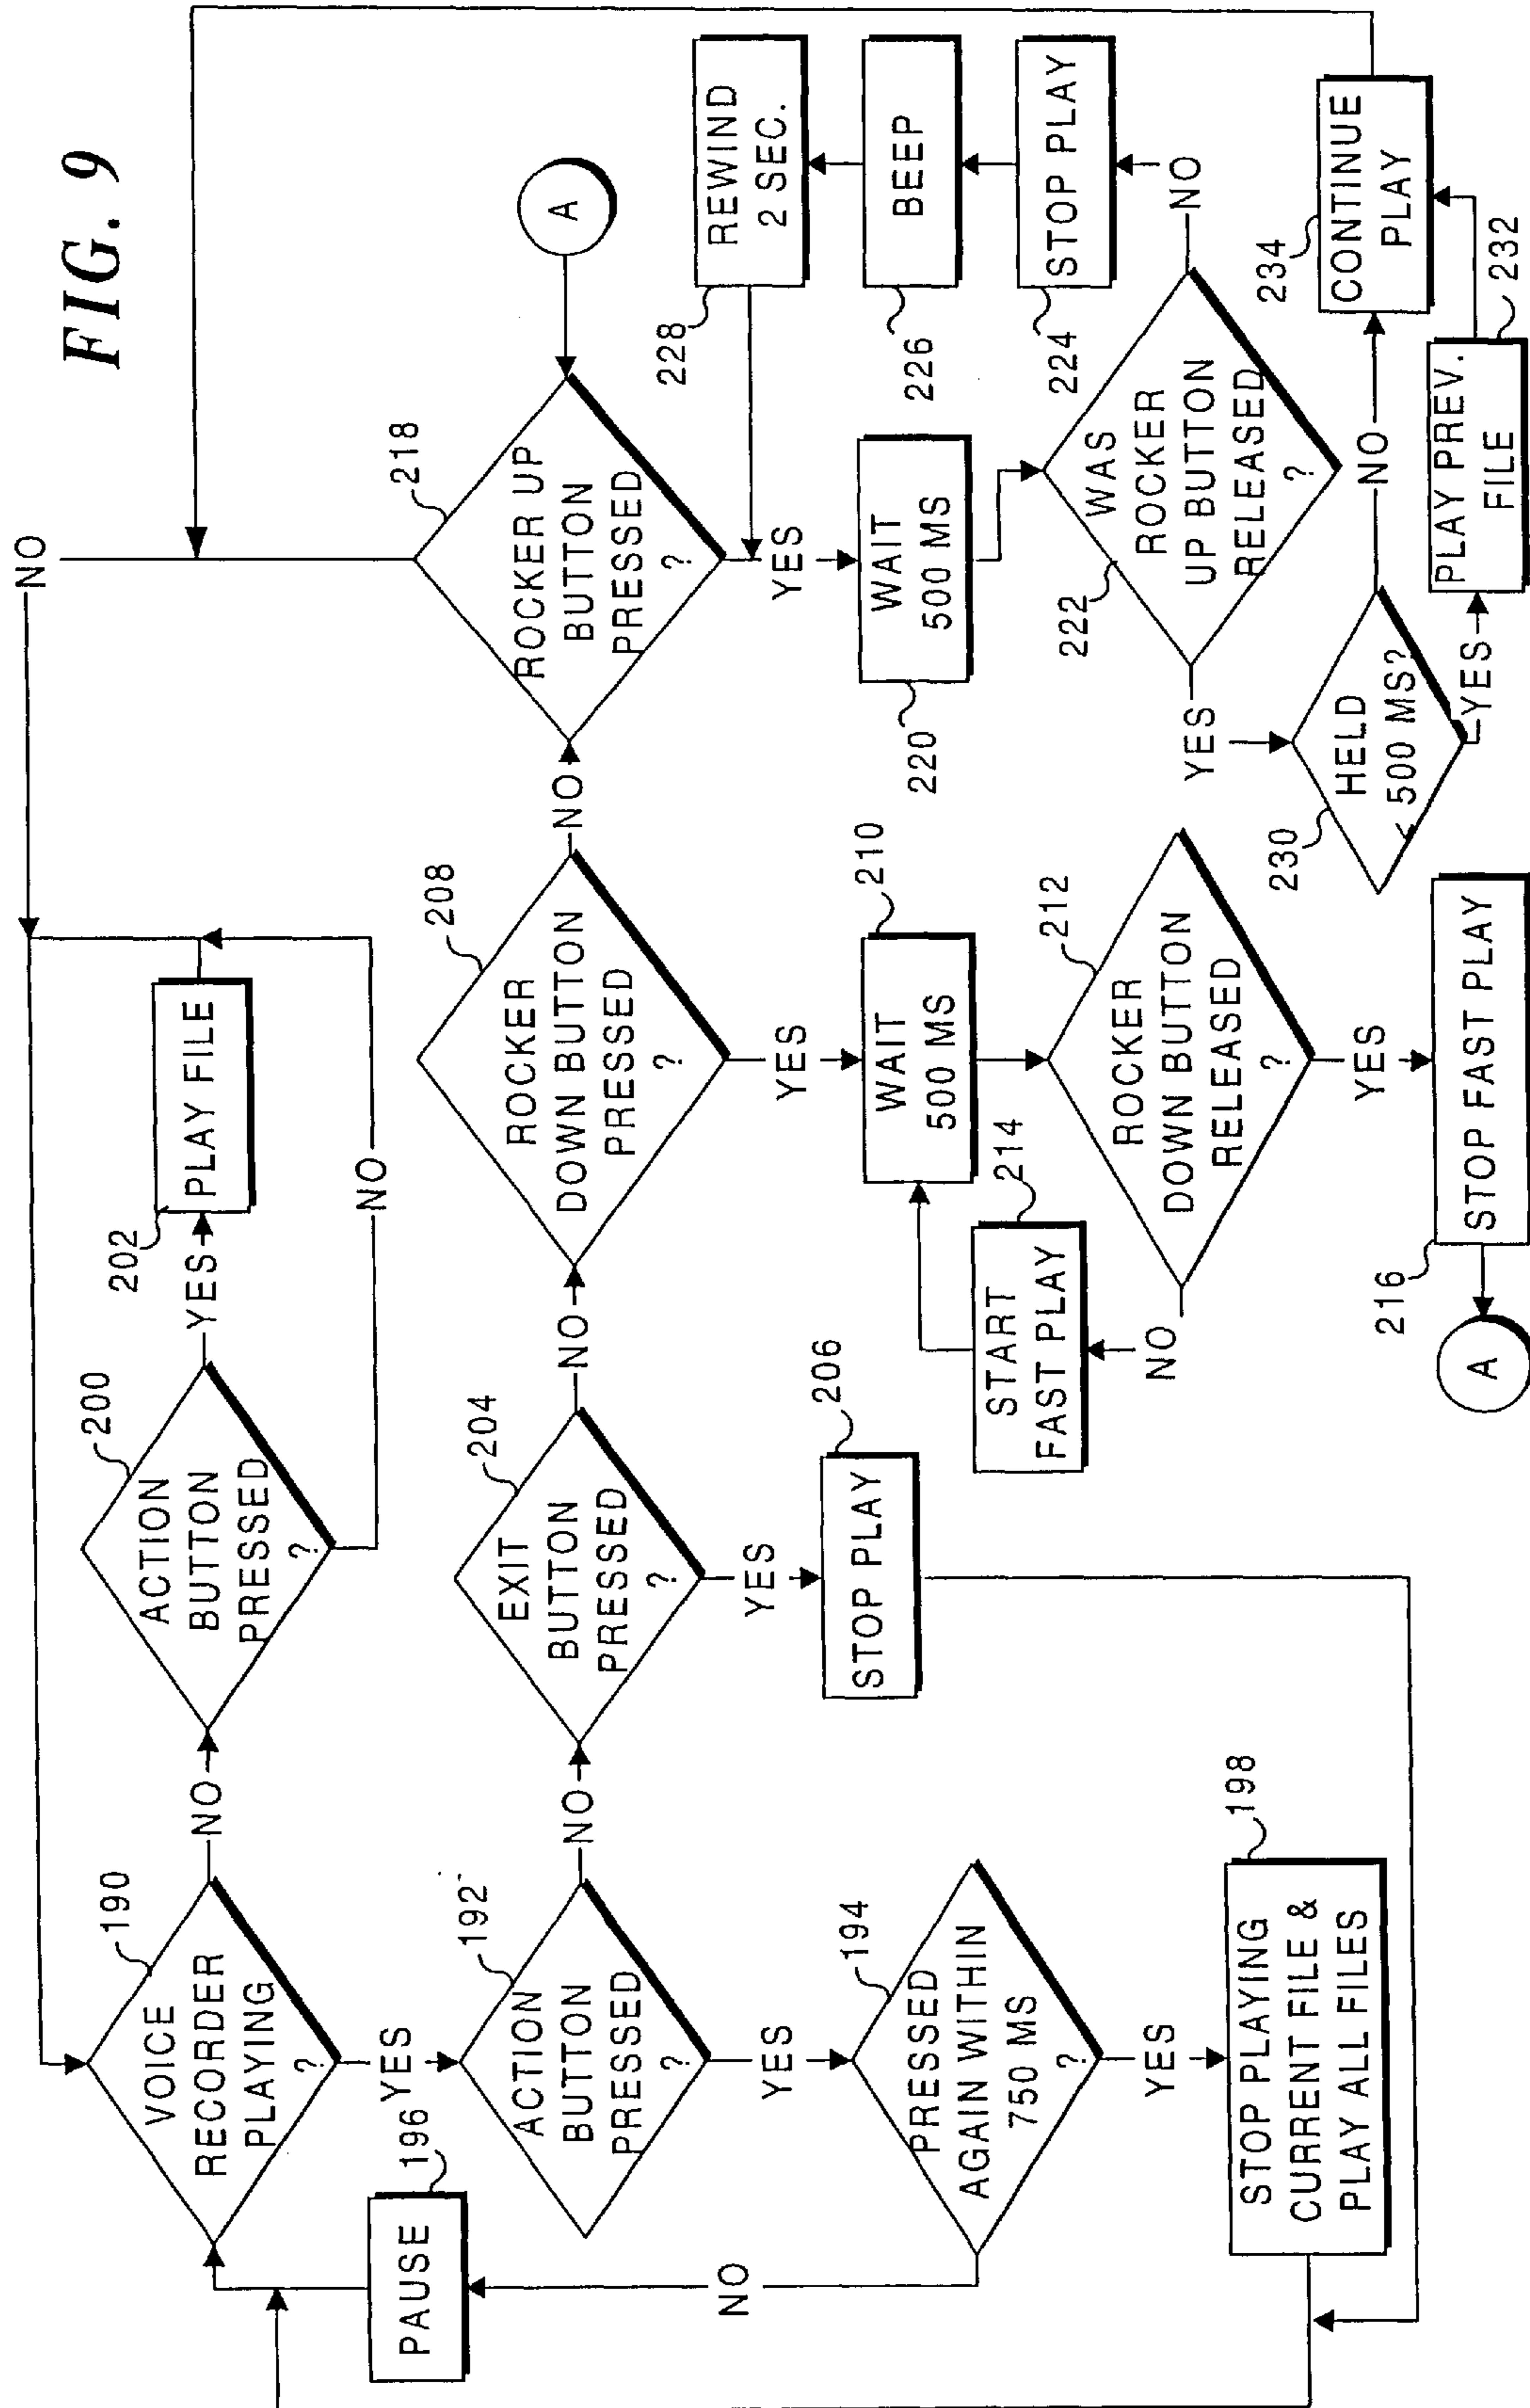 FIG. 9
190
VOICE
RECORDER
PLAYING
?
NO
YES
200
ACTION
BUTTON
PRESSED
?
YES
NO
202
PLAY FILE
NO
196
PAUSE
192
ACTION
BUTTON
PRESSED
?
NO
YES
204
EXIT
BUTTON
PRESSED
?
NO
YES
208
ROCKER
DOWN BUTTON
PRESSED
?
NO
YES
218
ROCKER UP
BUTTON
PRESSED
?
YES
A
194
PRESSED
AGAIN WITHIN
750 MS
?
NO
YES
198
STOP PLAYING
CURRENT FILE &
PLAY ALL FILES
206
STOP PLAY
210
WAIT
500 MS
214
START
FAST PLAY
212
ROCKER
DOWN BUTTON
RELEASED
?
NO
YES
216
STOP FAST PLAY
A
220
WAIT
500 MS
228
REWIND
2 SEC.
226
BEEP
224
STOP PLAY
222
WAS
ROCKER
UP BUTTON
RELEASED
?
NO
YES
230
HELD
< 500 MS?
NO
YES
234
CONTINUE
PLAY
232
PLAY PREV.
FILE